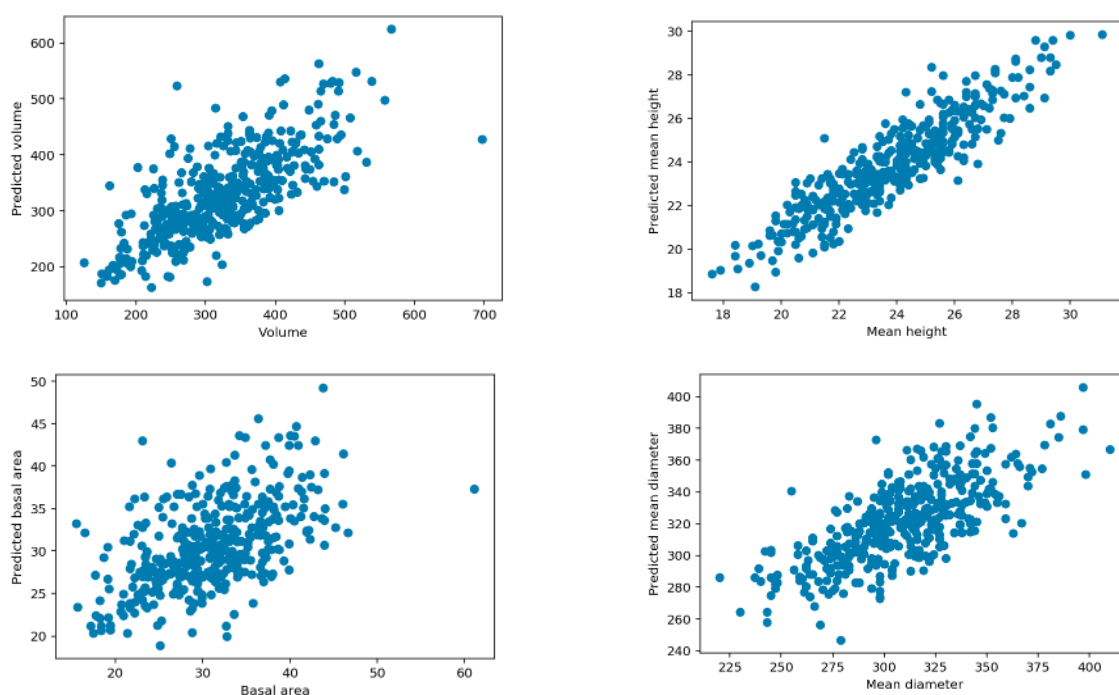 600
500
400
300
200
100 200 300 400 500 600 700
Predicted volume
Volume
30
28
26
24
22
20
18
18 20 22 24 26 28 30
Predicted mean height
Mean height
50
45
40
35
30
25
20
20 30 40 50 60
Predicted basal area
Basal area
400
380
360
340
320
300
280
260
240
225 250 275 300 325 350 375 400
Predicted mean diameter
Mean diameter